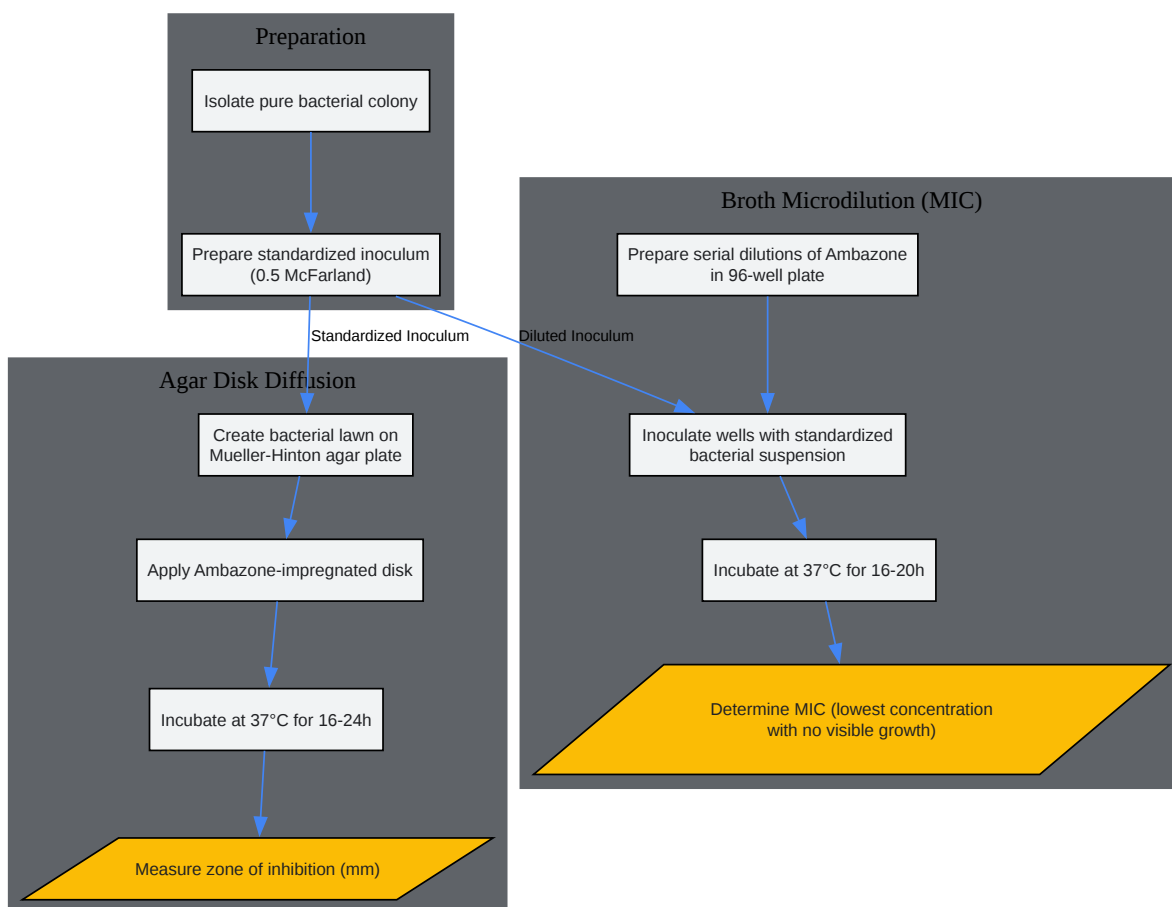 Preparation
Isolate pure bacterial colony
Prepare standardized inoculum
(0.5 McFarland)
Standardized Inoculum
Diluted Inoculum
Agar Disk Diffusion
Create bacterial lawn on
Mueller-Hinton agar plate
Apply Ambazone-impregnated disk
Incubate at 37°C for 16-24h
Measure zone of inhibition (mm)
Broth Microdilution (MIC)
Prepare serial dilutions of Ambazone
in 96-well plate
Inoculate wells with standardized
bacterial suspension
Incubate at 37°C for 16-20h
Determine MIC (lowest concentration
with no visible growth)